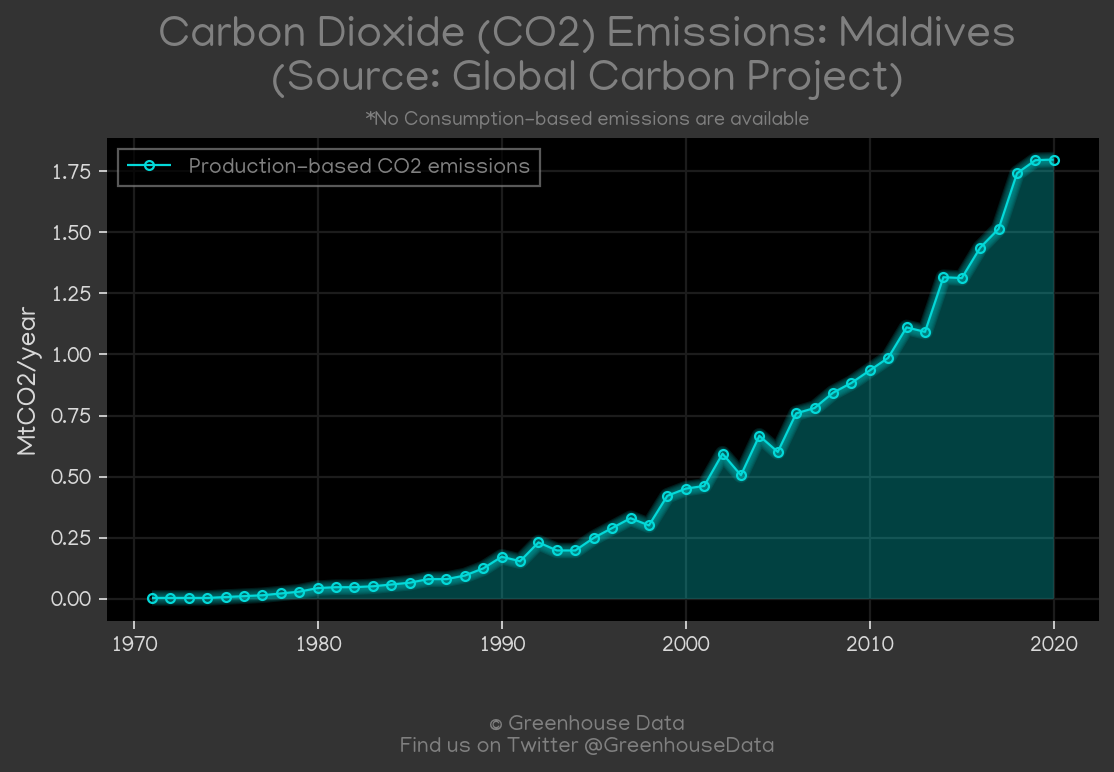 Carbon Dioxide (CO2) Emissions: Maldives
(Source: Global Carbon Project)
*No Consumption-based emissions are available
Production-based CO2 emissions
MtCO2/year
1.75
1.50
1.25
1.00
0.75
0.50
0.25
0.00
1970 1980 1990 2000 2010 2020
© Greenhouse Data
Find us on Twitter @GreenhouseData